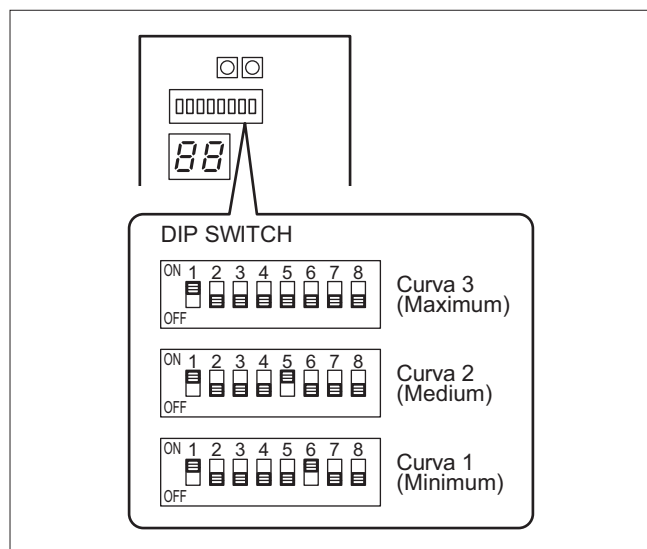 88
DIP SWITCH
ON 1 2 3 4 5 6 7 8
OFF
Curva 3
(Maximum)
ON 1 2 3 4 5 6 7 8
OFF
Curva 2
(Medium)
ON 1 2 3 4 5 6 7 8
OFF
Curva 1
(Minimum)